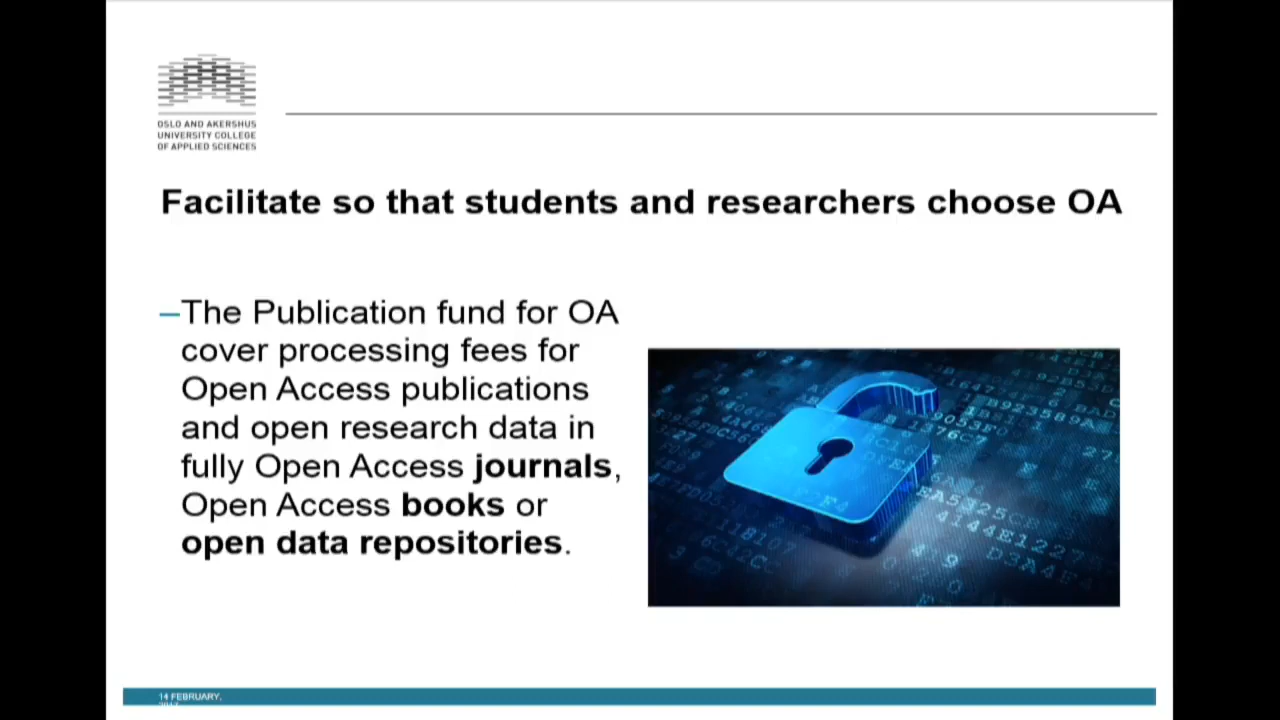 OSLO AND AKERSHUS
UNIVERSITY COLLEGE
OF APPLIED SCIENCES
Facilitate so that students and researchers choose OA
–The Publication fund for OA
cover processing fees for
Open Access publications
and open research data in
fully Open Access journals,
Open Access books or
open data repositories.
14 FEBRUARY,